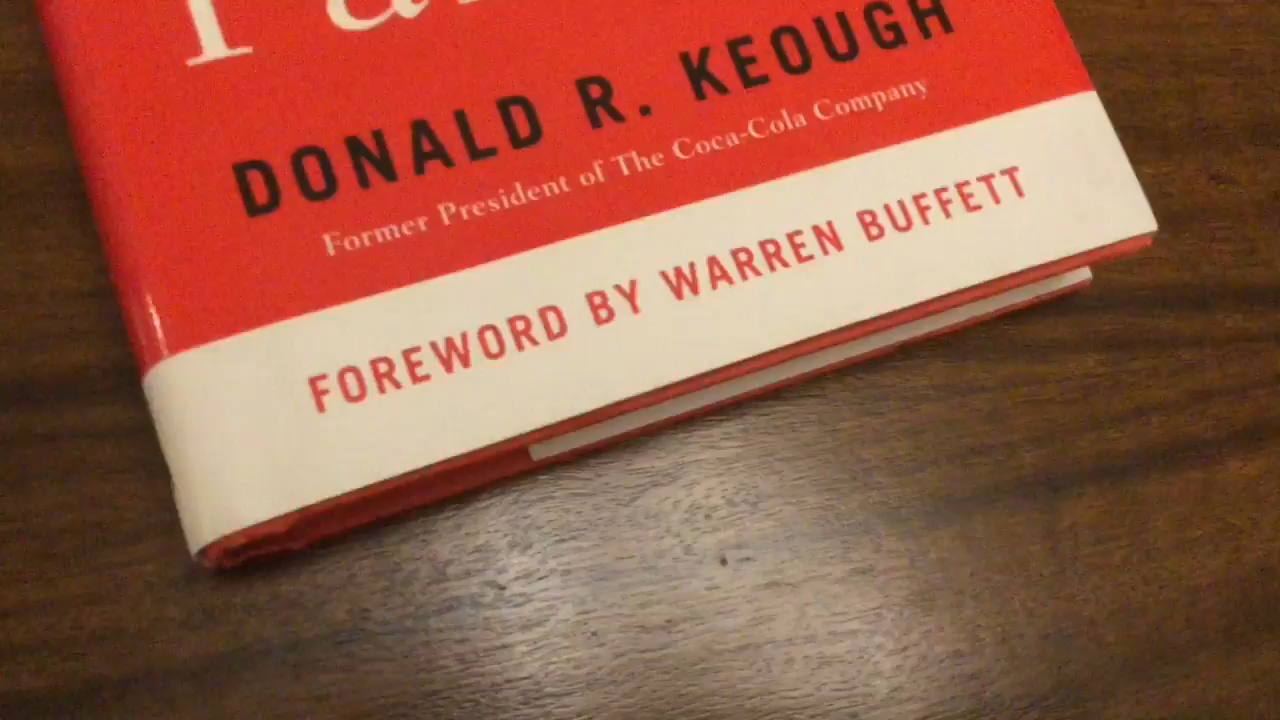 DONALD R. KEOUGH
Former President of The Coca-Cola Company
FOREWORD BY WARREN BUFFETT